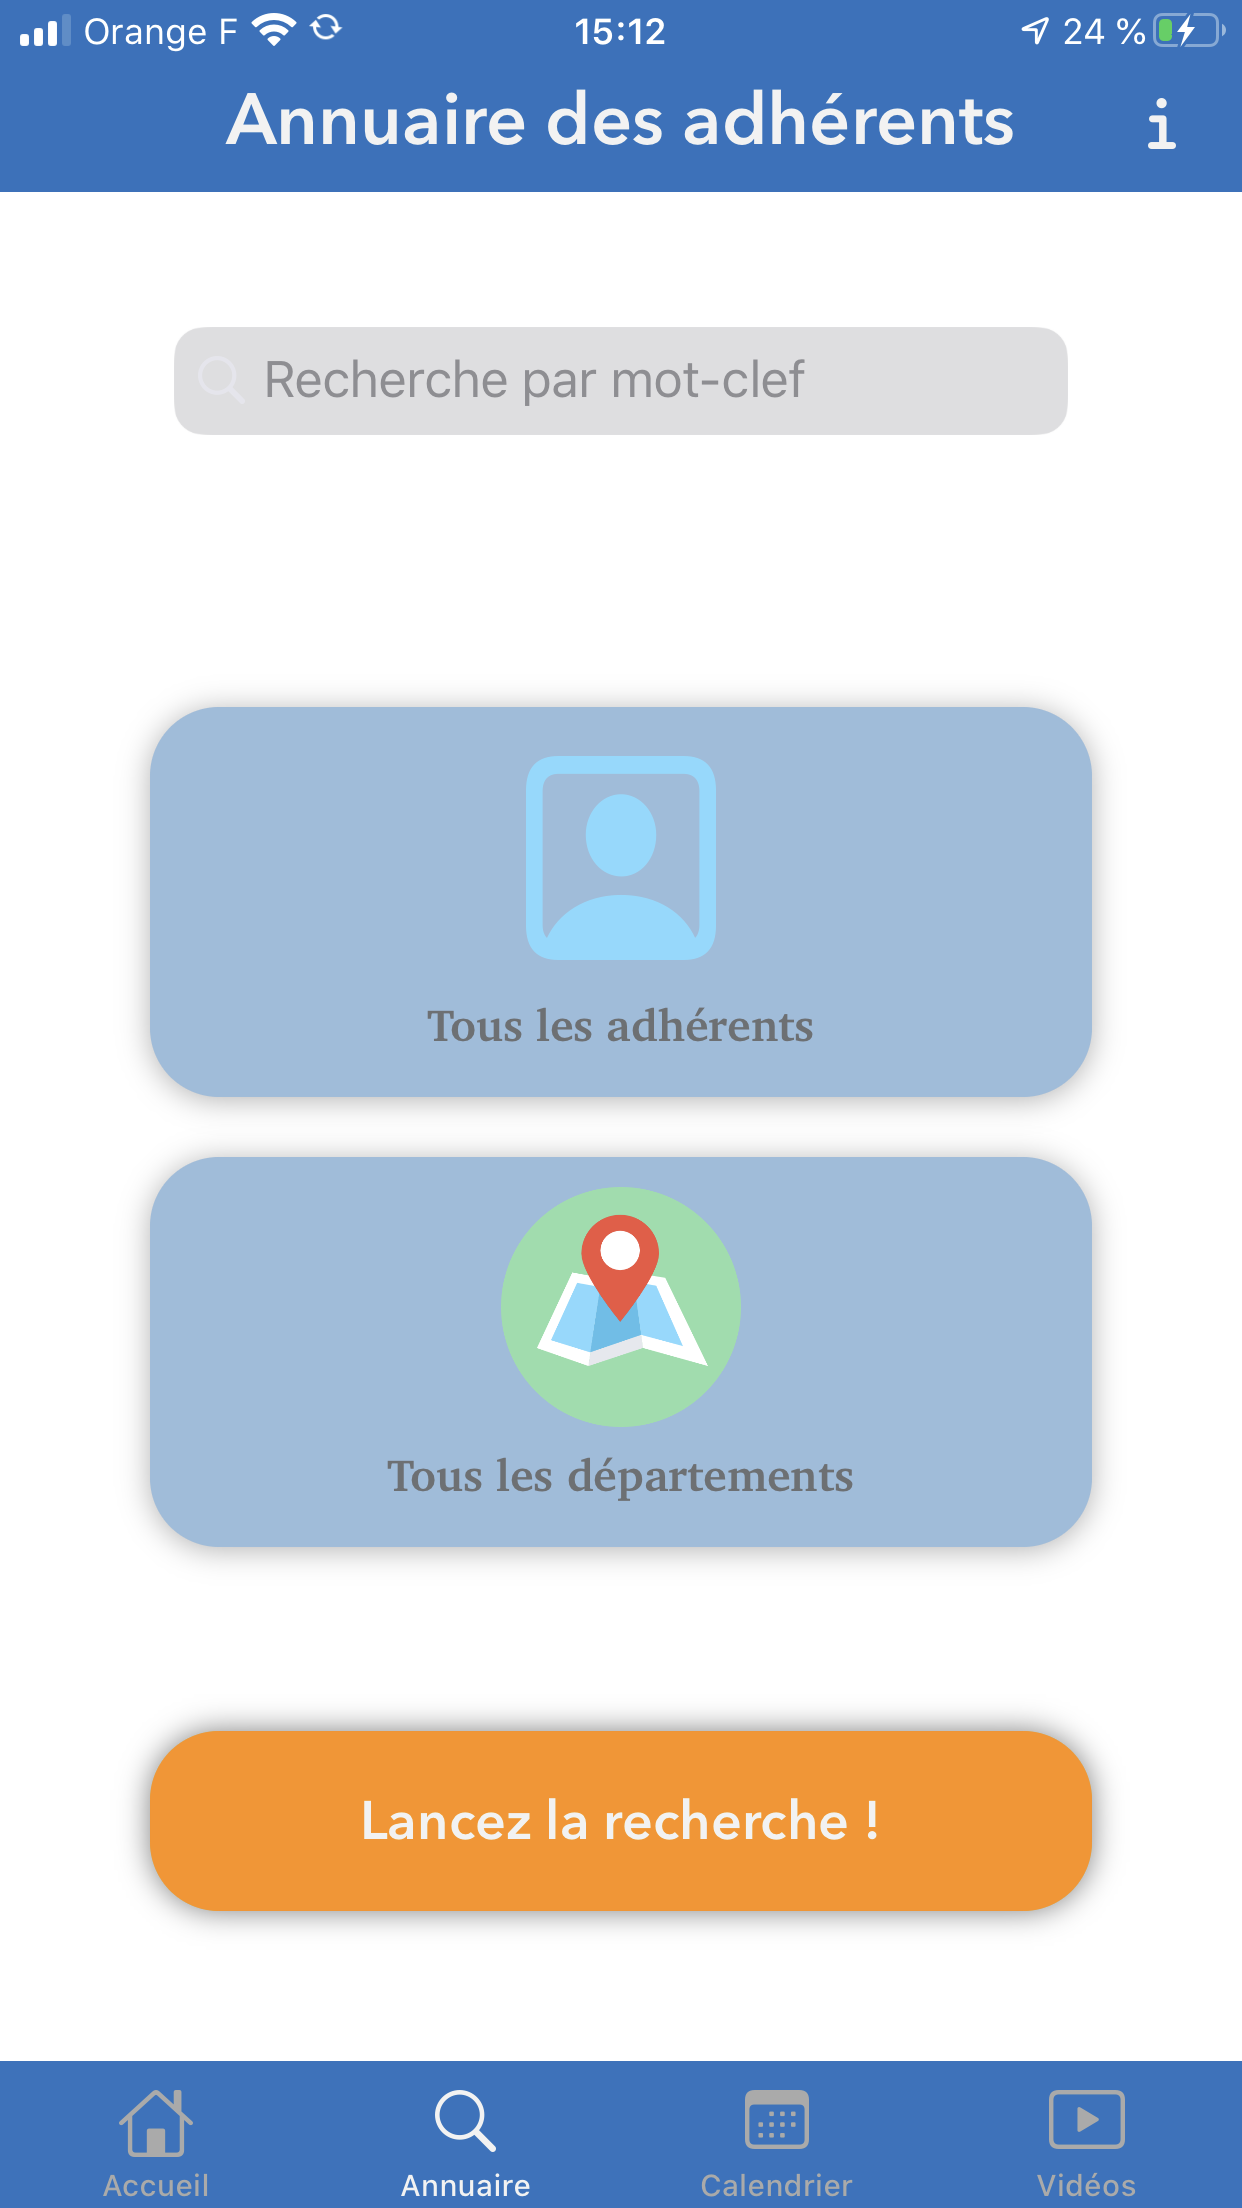 Orange F 15:12 24 %
Annuaire des adhérents i
Recherche par mot-clef
Tous les adhérents
Tous les départements
Lancez la recherche !
Accueil Annuaire Calendrier Vidéos